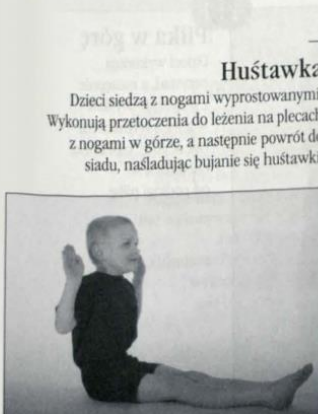 Huśtawka
Dzieci siedzą z nogami wyprostowanymi
Wykonują przetoczenia do leżenia na plecach
z nogami w górze, a następnie powrót do
siadu, naśladując bujanie się huśtawki